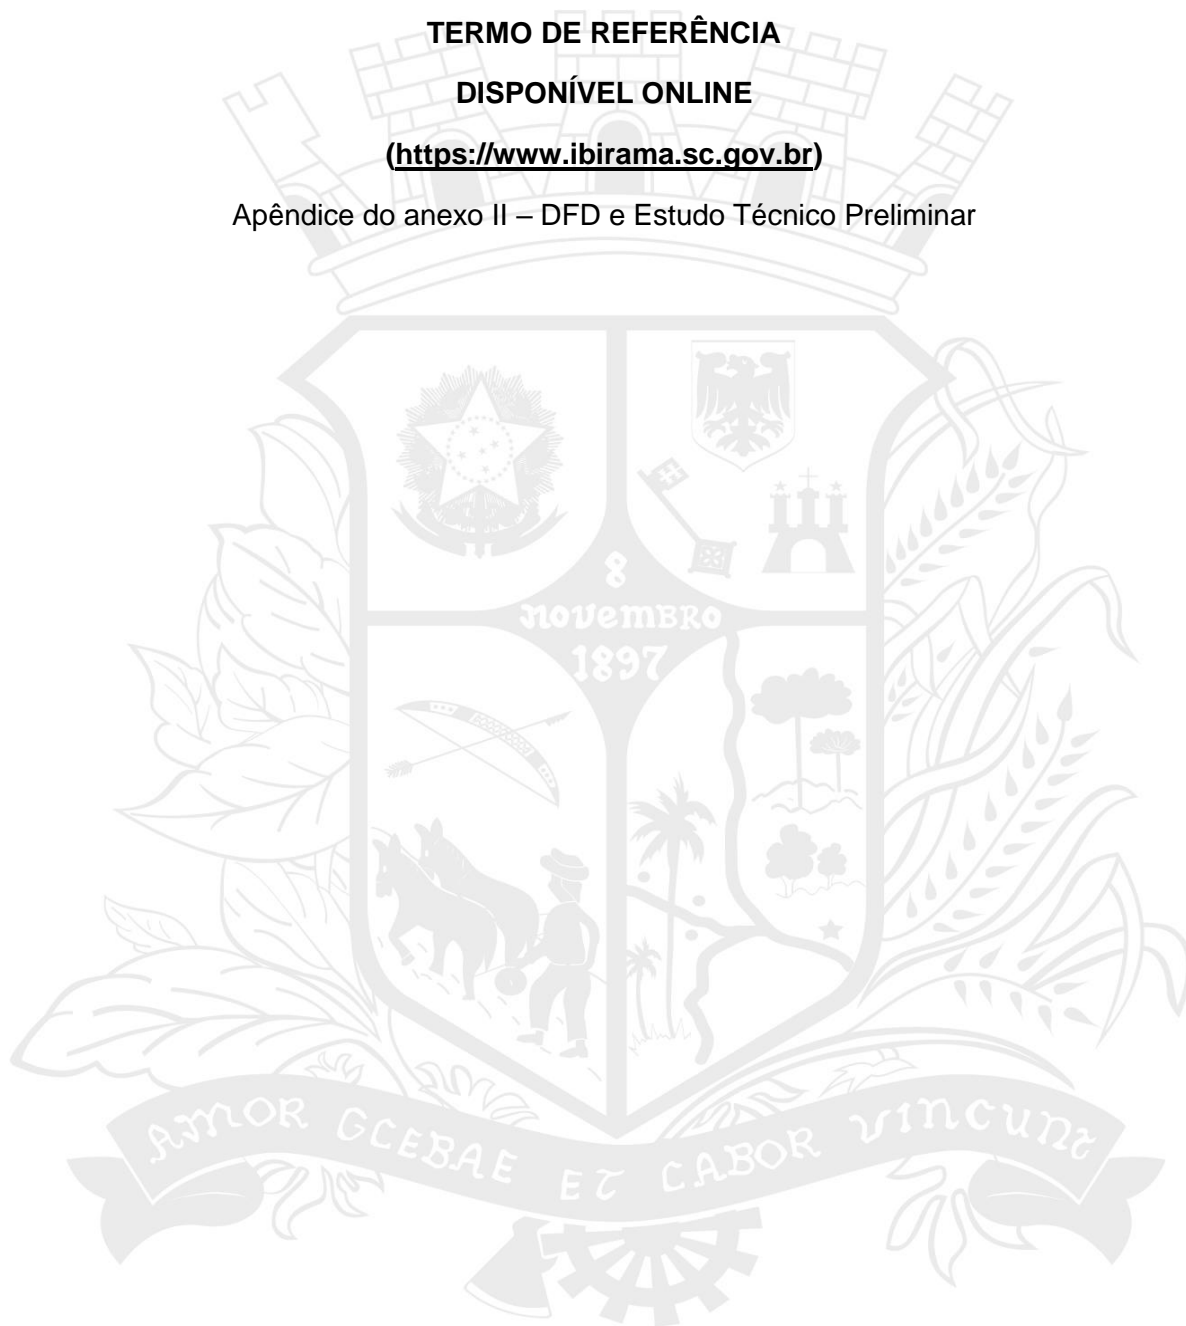 TERMO DE REFERÊNCIA
DISPONÍVEL ONLINE
(https://www.ibirama.sc.gov.br)
Apêndice do anexo II – DFD e Estudo Técnico Preliminar
8
NOVEMBRO
1897
AMOR GLEBAE ET LABOR VINCUNT